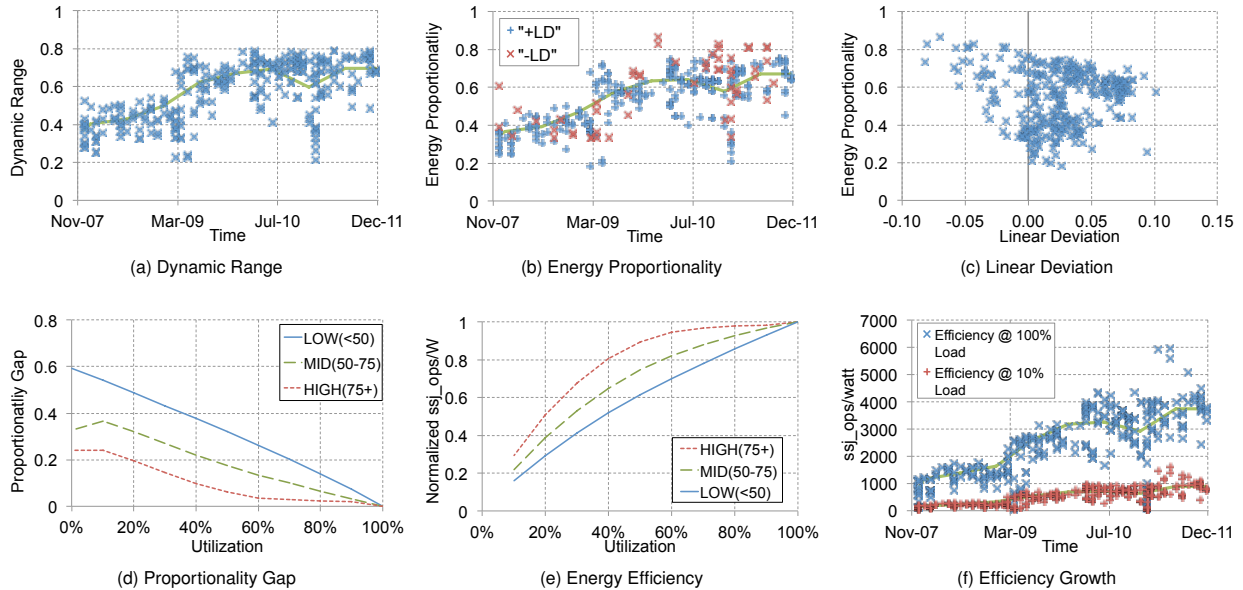 1
0.8
0.6
0.4
0.2
0
Dynamic Range
Nov-07 Mar-09 Jul-10 Dec-11
Time
(a) Dynamic Range
1
0.8
0.6
0.4
0.2
0
Energy Proportionatliy
"+LD"
"-LD"
Nov-07 Mar-09 Jul-10 Dec-11
Time
(b) Energy Proportionality
1
0.8
0.6
0.4
0.2
0
Energy Proportionality
-0.10 -0.05 0.00 0.05 0.10 0.15
Linear Deviation
(c) Linear Deviation
0.8
0.6
0.4
0.2
0.0
Proportionatliy Gap
LOW(<50)
MID(50-75)
HIGH(75+)
0% 20% 40% 60% 80% 100%
Utilization
(d) Proportionality Gap
1
0.8
0.6
0.4
0.2
0
Normalized ssj_ops/W
HIGH(75+)
MID(50-75)
LOW(<50)
0% 20% 40% 60% 80% 100%
Utilization
(e) Energy Efficiency
7000
6000
5000
4000
3000
2000
1000
0
ssj_ops/watt
Efficiency @ 100%
Load
Efficiency @ 10%
Load
Nov-07 Mar-09 Jul-10 Dec-11
Time
(f) Efficiency Growth